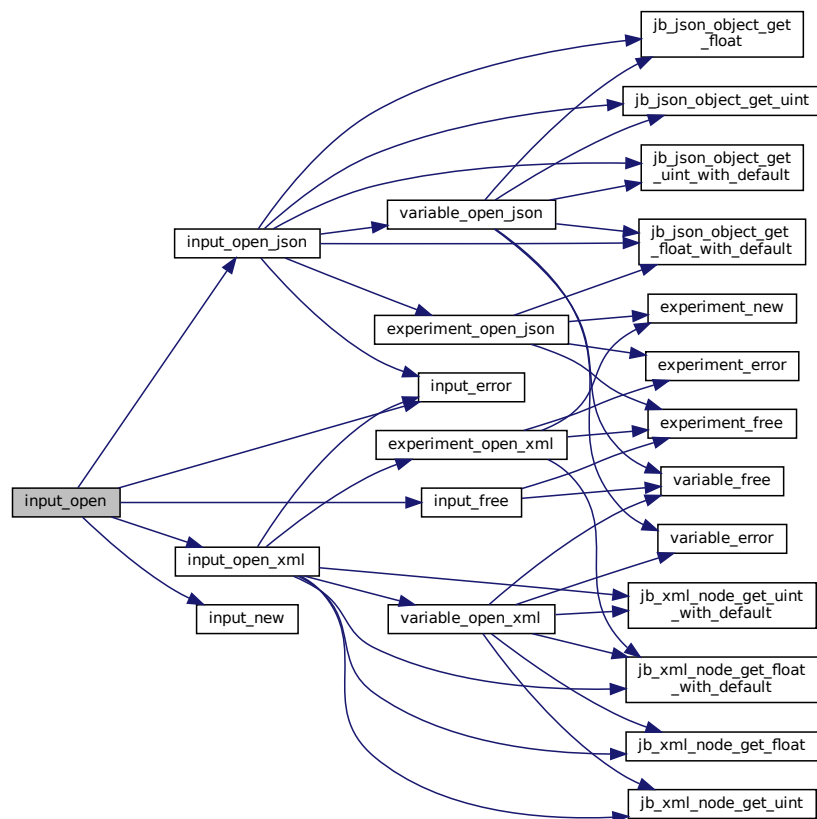 jb_json_object_get
_float
jb_json_object_get_uint
jb_json_object_get
_uint_with_default
variable_open_json
input_open_json
jb_json_object_get
_float_with_default
experiment_new
experiment_open_json
experiment_error
input_error
experiment_free
experiment_open_xml
variable_free
input_open
input_free
variable_error
input_open_xml
jb_xml_node_get_uint
_with_default
input_new
variable_open_xml
jb_xml_node_get_float
_with_default
jb_xml_node_get_float
jb_xml_node_get_uint